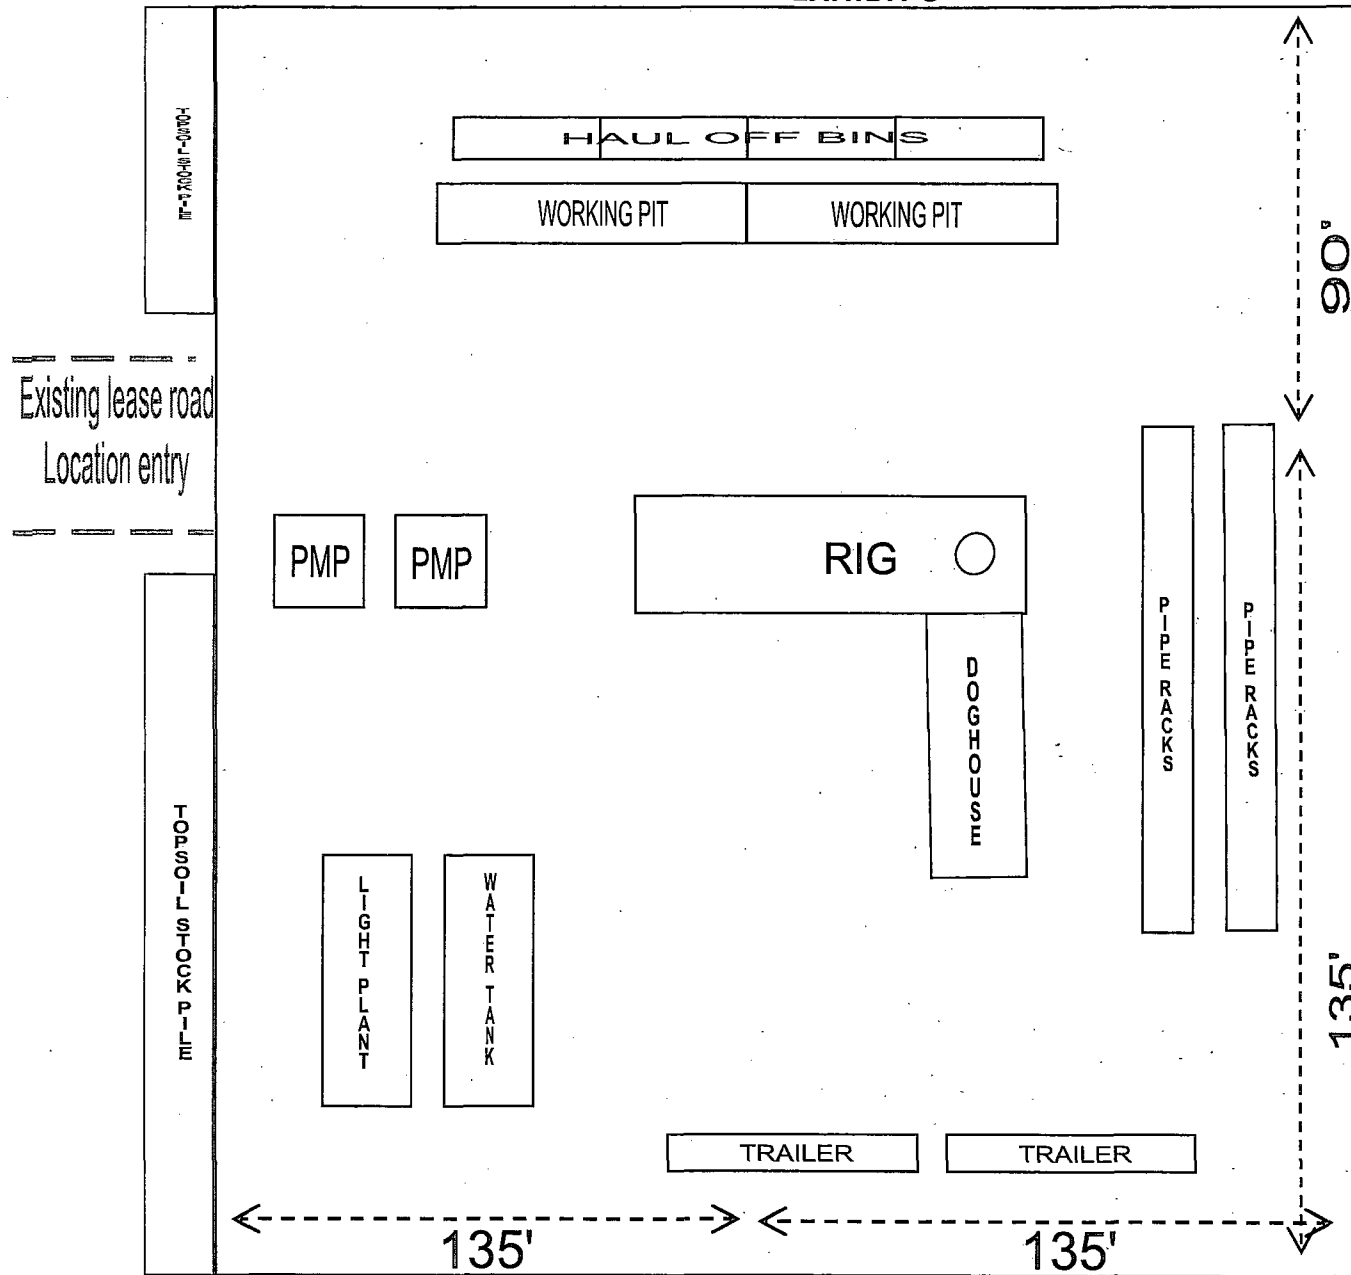 HAUL OFF BINS
WORKING PIT
WORKING PIT
90'
Existing lease road
Location entry
PMP
PMP
RIG
DOGHOUSE
PIPE RACKS
PIPE RACKS
TOPSOIL STOCK PILE
LIGHT PLANT
WATER TANK
135'
TRAILER
TRAILER
135'
135'